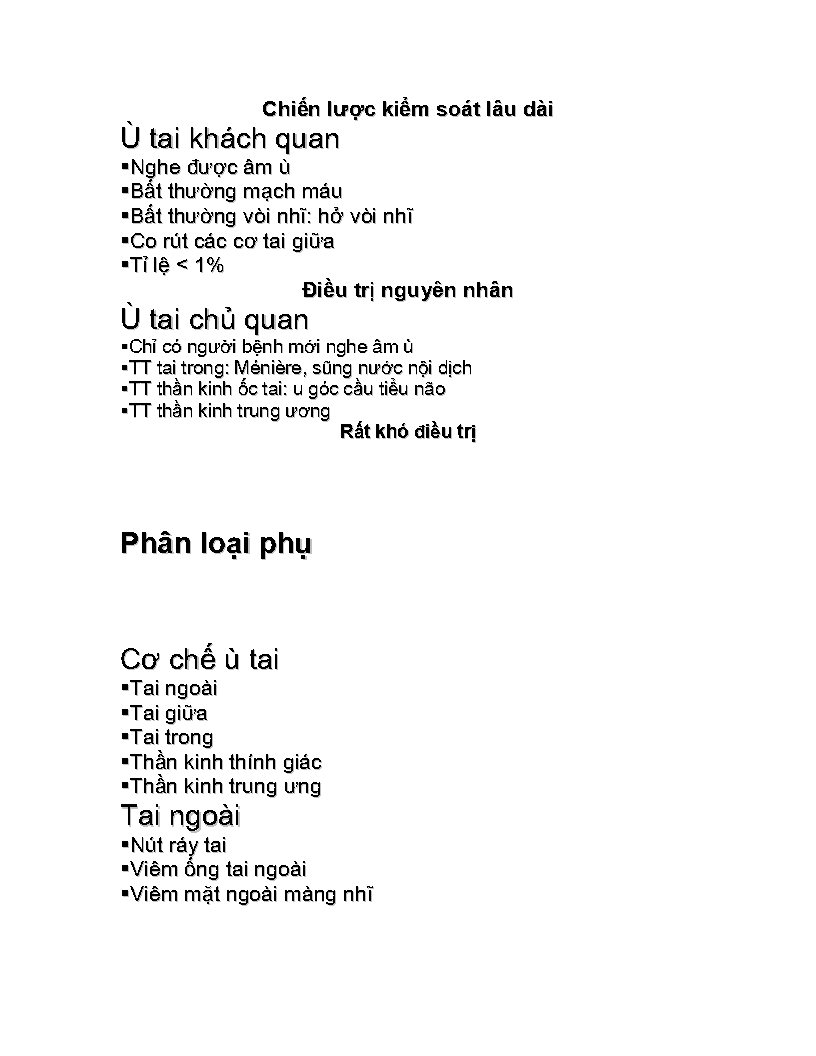 Chiến lược kiểm soát lâu dài
Ù tai khách quan
▪Nghe được âm ù
▪Bất thường mạch máu
▪Bất thường vòi nhĩ: hở vòi nhĩ
▪Co rút các cơ tai giữa
▪Tỉ lệ < 1%
Điều trị nguyên nhân
Ù tai chủ quan
▪Chỉ có người bệnh mới nghe âm ù
▪TT tai trong: Ménière, sũng nước nội dịch
▪TT thần kinh ốc tai: u góc cầu tiểu não
▪TT thần kinh trung ương
Rất khó điều trị
Phân loại phụ
Cơ chế ù tai
▪Tai ngoài
▪Tai giữa
▪Tai trong
▪Thần kinh thính giác
▪Thần kinh trung ưng
Tai ngoài
▪Nút ráy tai
▪Viêm ống tai ngoài
▪Viêm mặt ngoài màng nhĩ